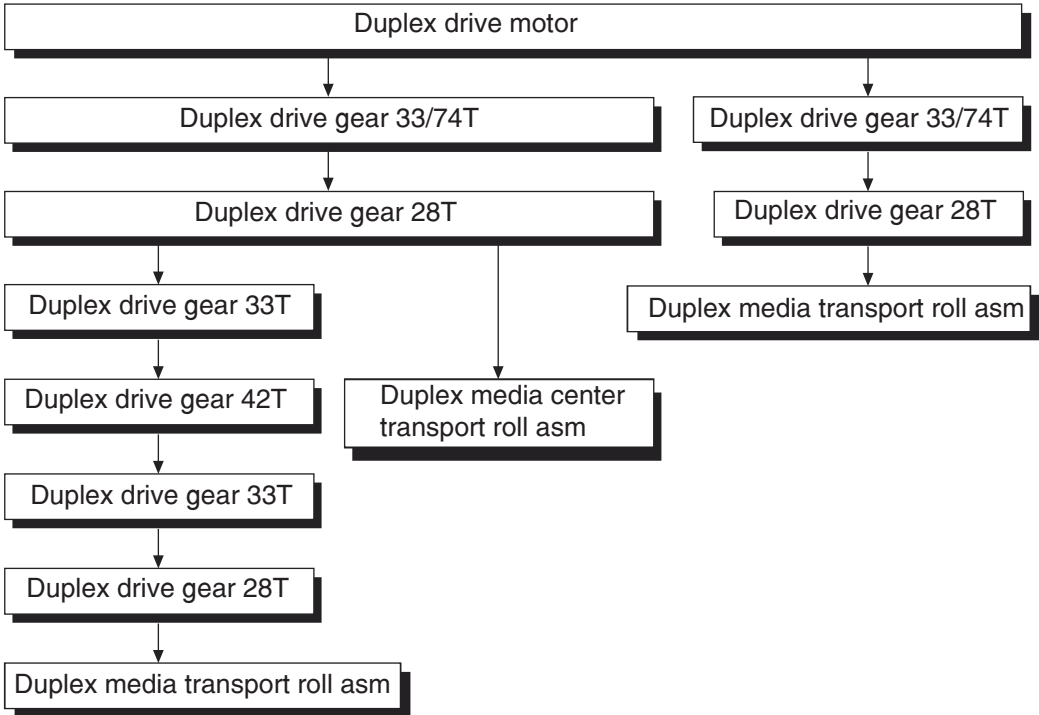 Duplex drive motor
Duplex drive gear 33/74T
Duplex drive gear 33/74T
Duplex drive gear 28T
Duplex drive gear 28T
Duplex drive gear 33T
Duplex media transport roll asm
Duplex drive gear 42T
Duplex media center
transport roll asm
Duplex drive gear 33T
Duplex drive gear 28T
Duplex media transport roll asm